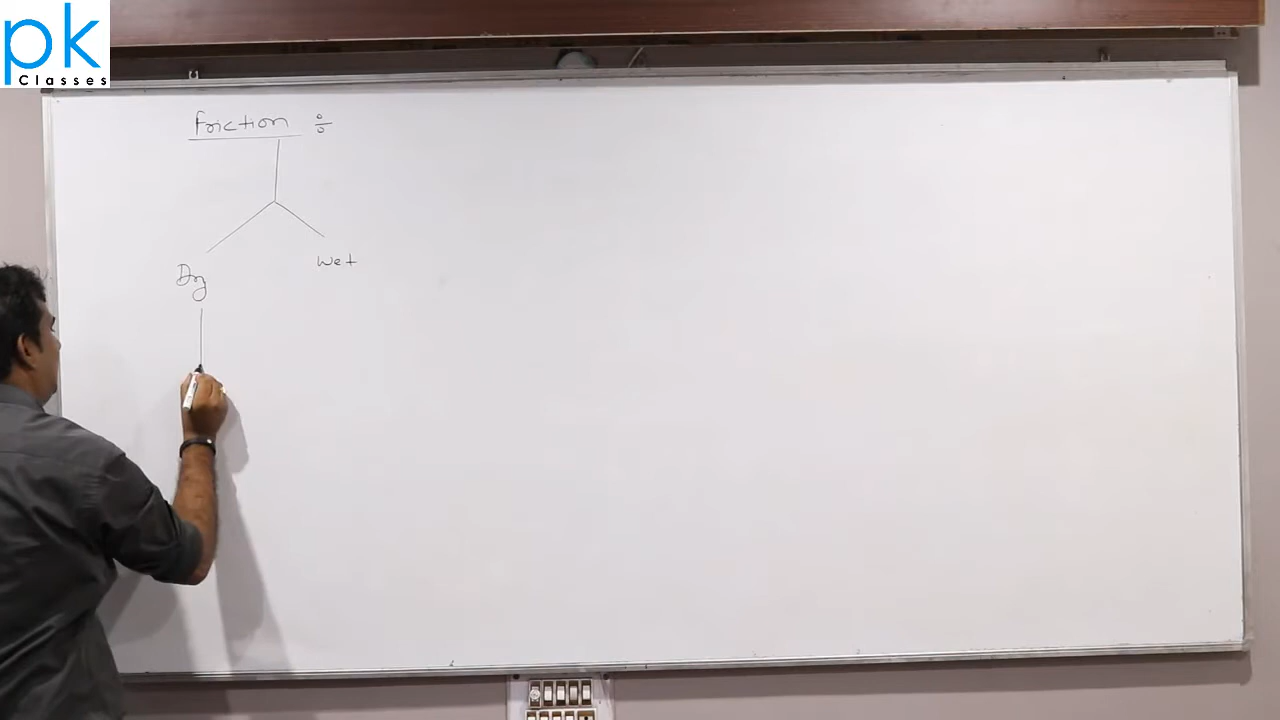 pk
Classes
Friction ÷
Dry
Wet